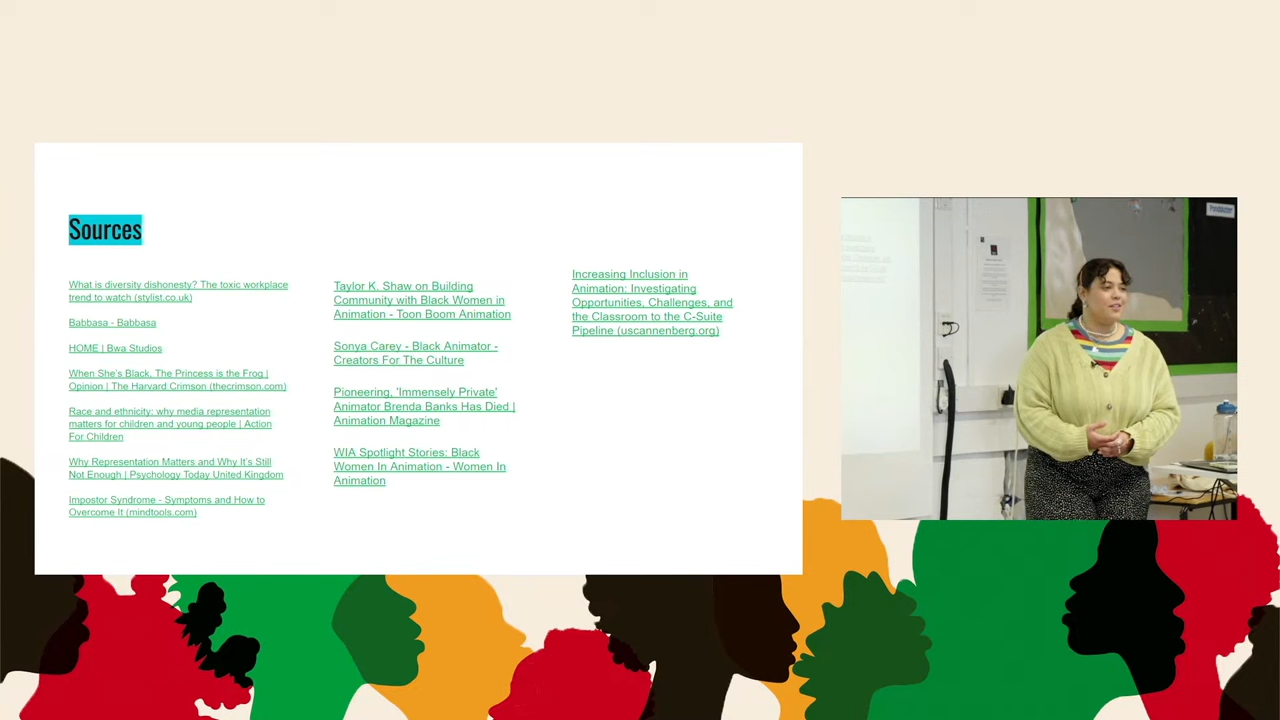 Sources
What is diversity dishonesty? The toxic workplace
trend to watch (stylist.co.uk)
Babbasa - Babbasa
HOME | Bwa Studios
When She's Black, The Princess is the Frog |
Opinion | The Harvard Crimson (thecrimson.com)
Race and ethnicity: why media representation
matters for children and young people | Action
For Children
Why Representation Matters and Why It's Still
Not Enough | Psychology Today United Kingdom
Impostor Syndrome - Symptoms and How to
Overcome It (mindtools.com)
Taylor K. Shaw on Building
Community with Black Women in
Animation - Toon Boom Animation
Sonya Carey - Black Animator -
Creators For The Culture
Pioneering, 'Immensely Private'
Animator Brenda Banks Has Died |
Animation Magazine
WIA Spotlight Stories: Black
Women In Animation - Women In
Animation
Increasing Inclusion in
Animation: Investigating
Opportunities, Challenges, and
the Classroom to the C-Suite
Pipeline (uscannenberg.org)